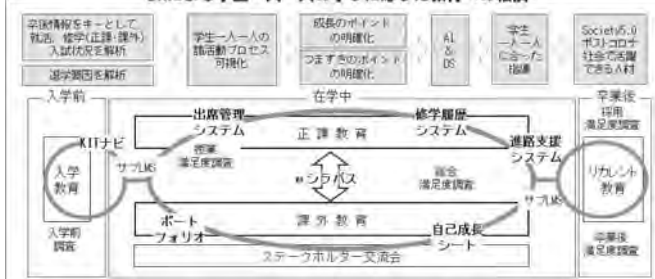 卒業後情報をキーとして
就活、修学(正課・課外)
入試状況を解析
退学要因を解析
学生一人一人の
諸活動プロセス
可視化
成長のポイント
の明確化
つまずきのポイント
の明確化
AI
&
DS
学生
一人一人
に合った
指導
Society5.0
ポストコロナ
社会で活躍
できる人材
入学前
在学中
卒業後
採用
満足度調査
出席管理
システム
正課教育
修学履歴
システム
KITナビ
授業
満足度調査
進路支援
システム
入学
教育
サブLMS
eシラバス
総合
満足度調査
サブLMS
リカレント
教育
ポート
フォリオ
課外教育
自己成長
シート
入学前
調査
ステークホルダー交流会
卒業後
満足度調査